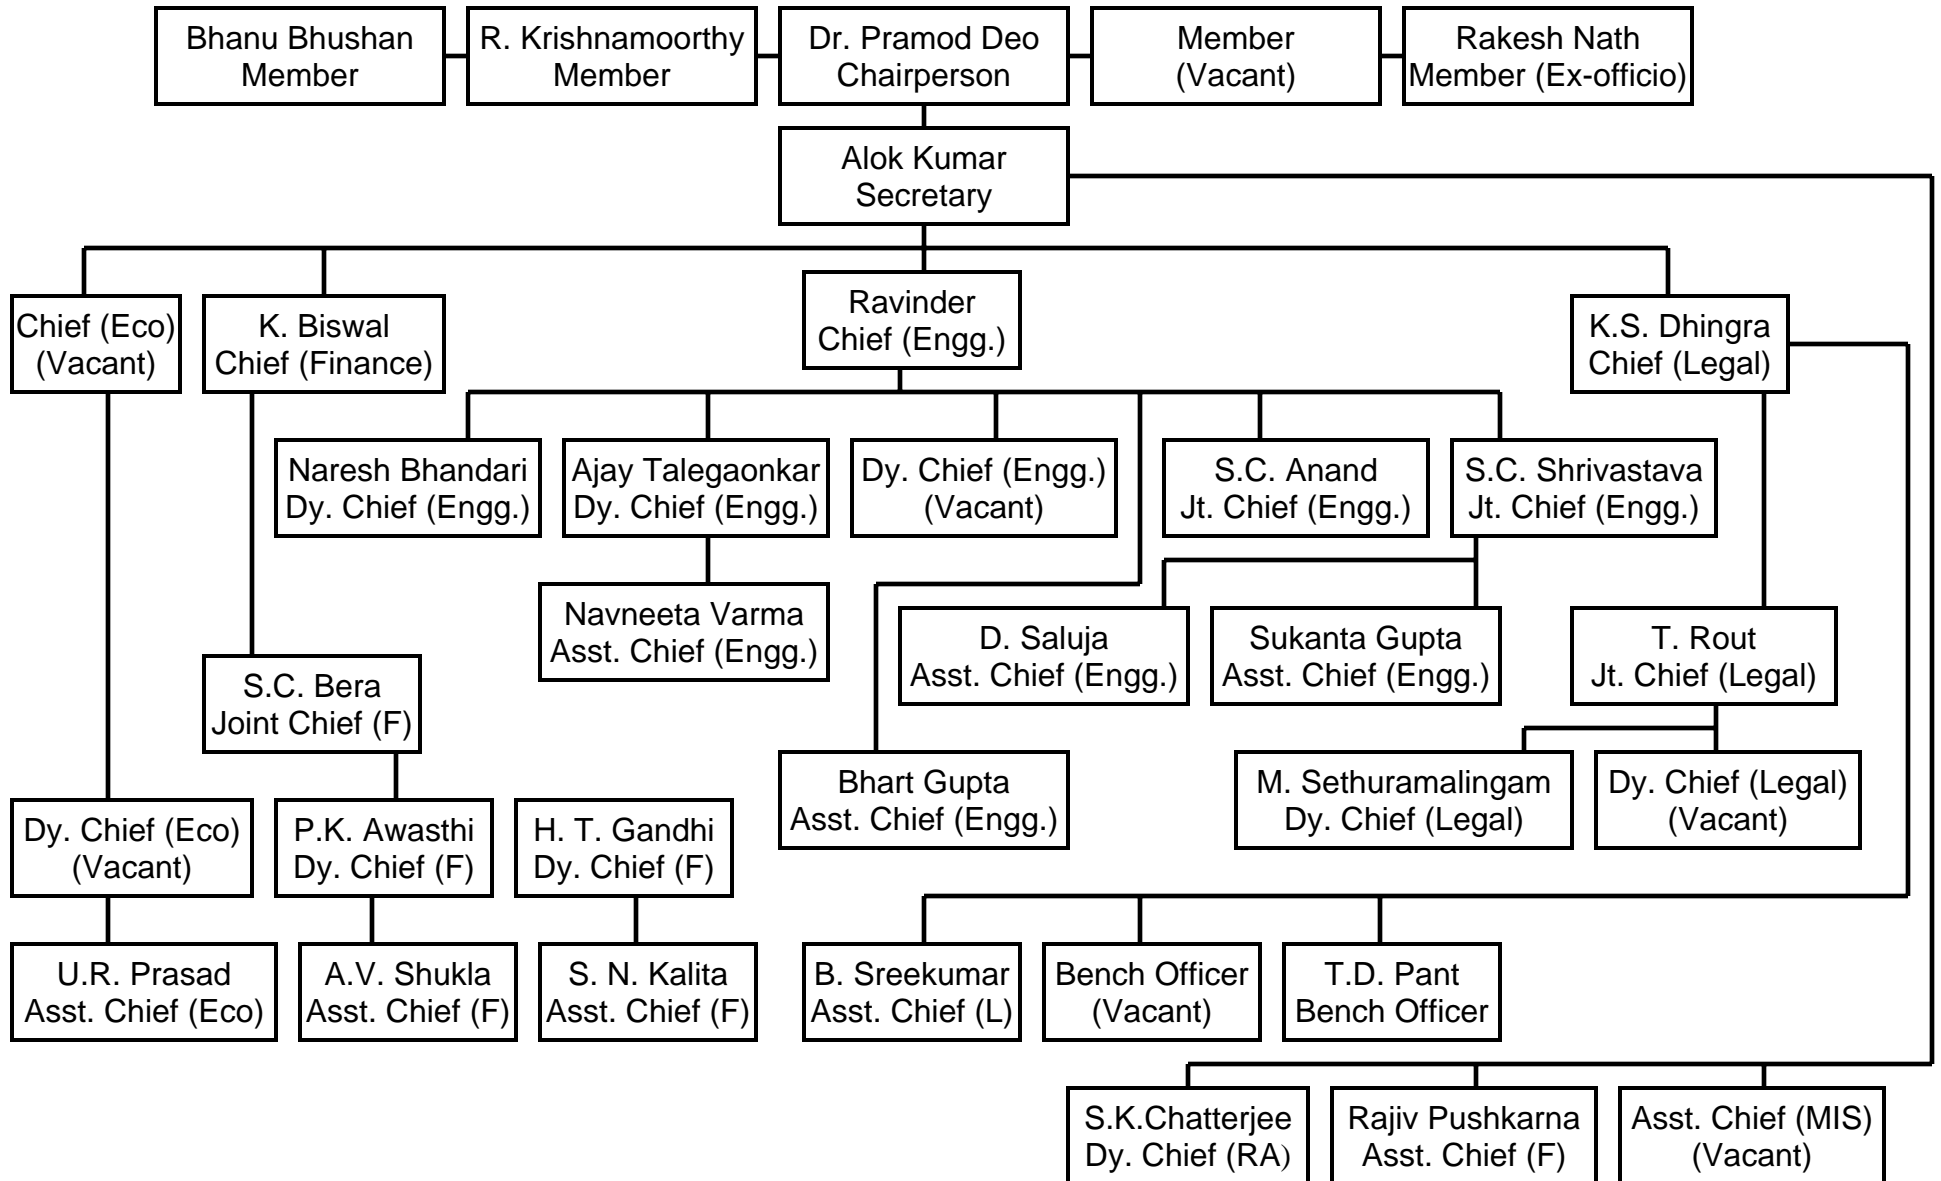 Bhanu Bhushan
Member
R. Krishnamoorthy
Member
Dr. Pramod Deo
Chairperson
Member
(Vacant)
Rakesh Nath
Member (Ex-officio)
Alok Kumar
Secretary
Chief (Eco)
(Vacant)
K. Biswal
Chief (Finance)
Ravinder
Chief (Engg.)
K.S. Dhingra
Chief (Legal)
Naresh Bhandari
Dy. Chief (Engg.)
Ajay Talegaonkar
Dy. Chief (Engg.)
Dy. Chief (Engg.)
(Vacant)
S.C. Anand
Jt. Chief (Engg.)
S.C. Shrivastava
Jt. Chief (Engg.)
Navneeta Varma
Asst. Chief (Engg.)
D. Saluja
Asst. Chief (Engg.)
Sukanta Gupta
Asst. Chief (Engg.)
T. Rout
Jt. Chief (Legal)
S.C. Bera
Joint Chief (F)
Bhart Gupta
Asst. Chief (Engg.)
M. Sethuramalingam
Dy. Chief (Legal)
Dy. Chief (Legal)
(Vacant)
Dy. Chief (Eco)
(Vacant)
P.K. Awasthi
Dy. Chief (F)
H. T. Gandhi
Dy. Chief (F)
U.R. Prasad
Asst. Chief (Eco)
A.V. Shukla
Asst. Chief (F)
S. N. Kalita
Asst. Chief (F)
B. Sreekumar
Asst. Chief (L)
Bench Officer
(Vacant)
T.D. Pant
Bench Officer
S.K.Chatterjee
Dy. Chief (RA)
Rajiv Pushkarna
Asst. Chief (F)
Asst. Chief (MIS)
(Vacant)